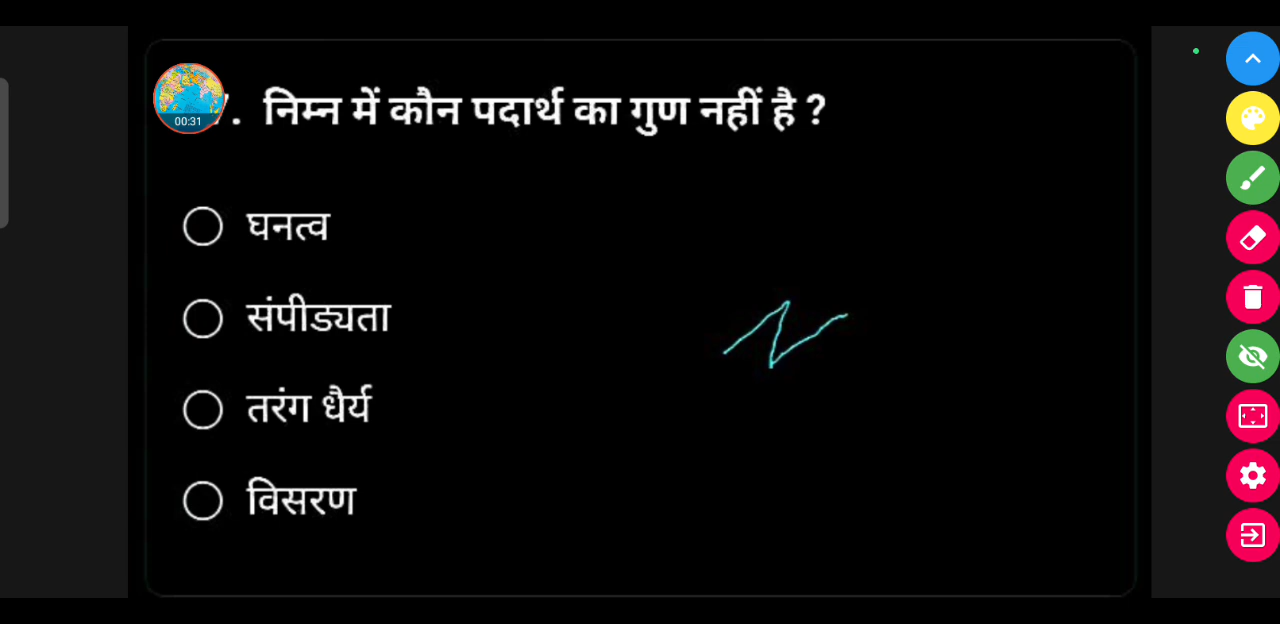 . निम्न में कौन पदार्थ का गुण नहीं है ?
00:31
घनत्व
संपीड्यता
तरंग धैर्य
विसरण